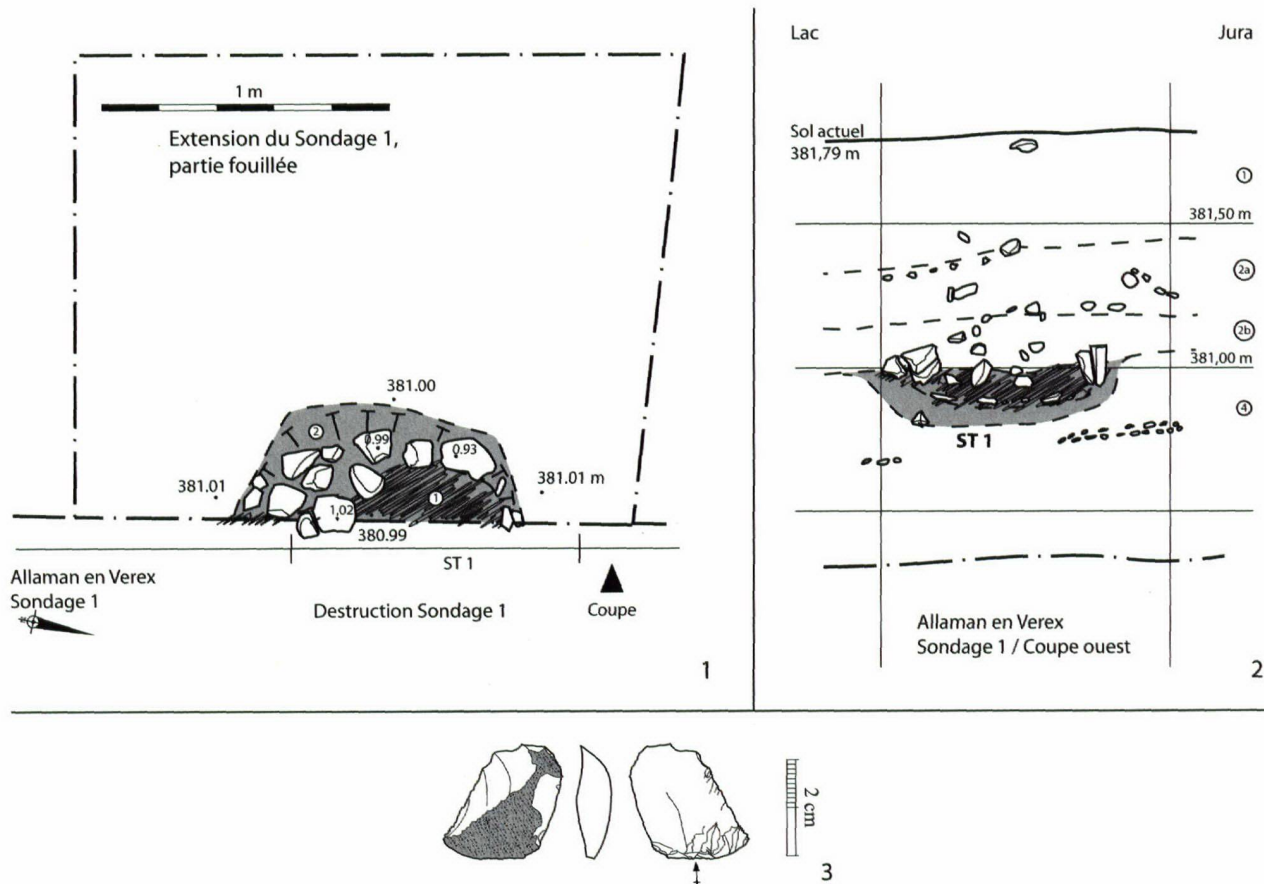 1 m
Extension du Sondage 1,
partie fouillée
381.00
2
0.99
0.93
381.01
381.01 m
1
1.02
380.99
ST 1
Allaman en Verex
Sondage 1
Destruction Sondage 1
Coupe
1
Lac
Jura
Sol actuel
381,79 m
1
381,50 m
2a
2b
381,00 m
4
ST 1
Allaman en Verex
Sondage 1 / Coupe ouest
2
2 cm
3